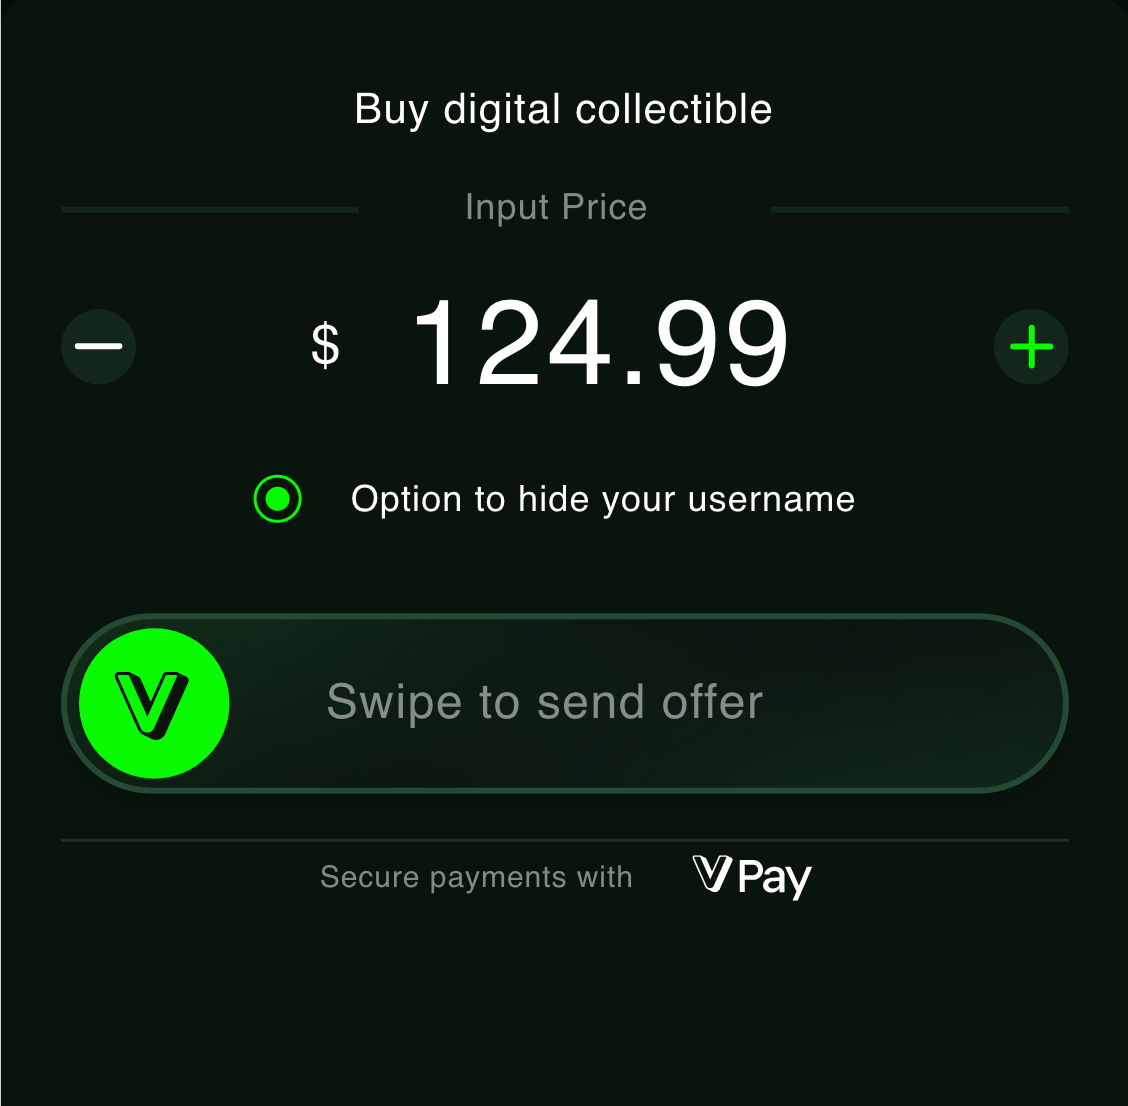 Buy digital collectible
Input Price
$ 124.99
Option to hide your username
V
Swipe to send offer
Secure payments with V Pay